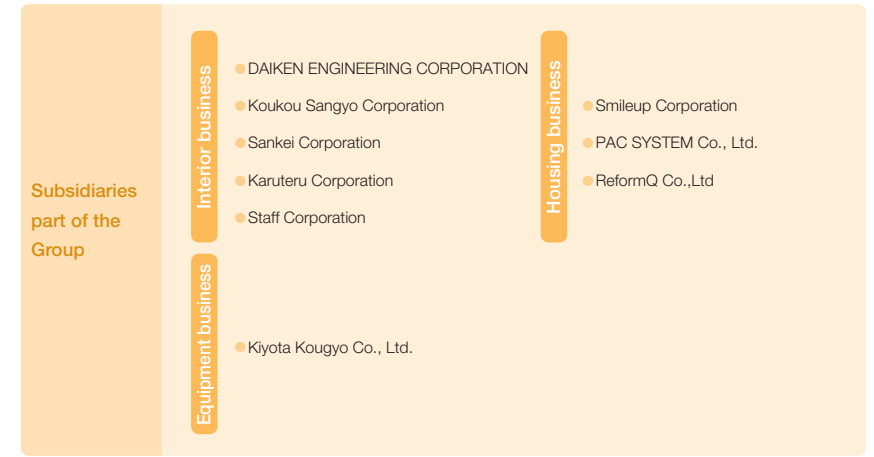 Subsidiaries
part of the
Group
Interior business
DAIKEN ENGINEERING CORPORATION
Koukou Sangyo Corporation
Sankei Corporation
Karuteru Corporation
Staff Corporation
Housing business
Smileup Corporation
PAC SYSTEM Co., Ltd.
ReformQ Co.,Ltd
Equipment business
Kiyota Kougyo Co., Ltd.